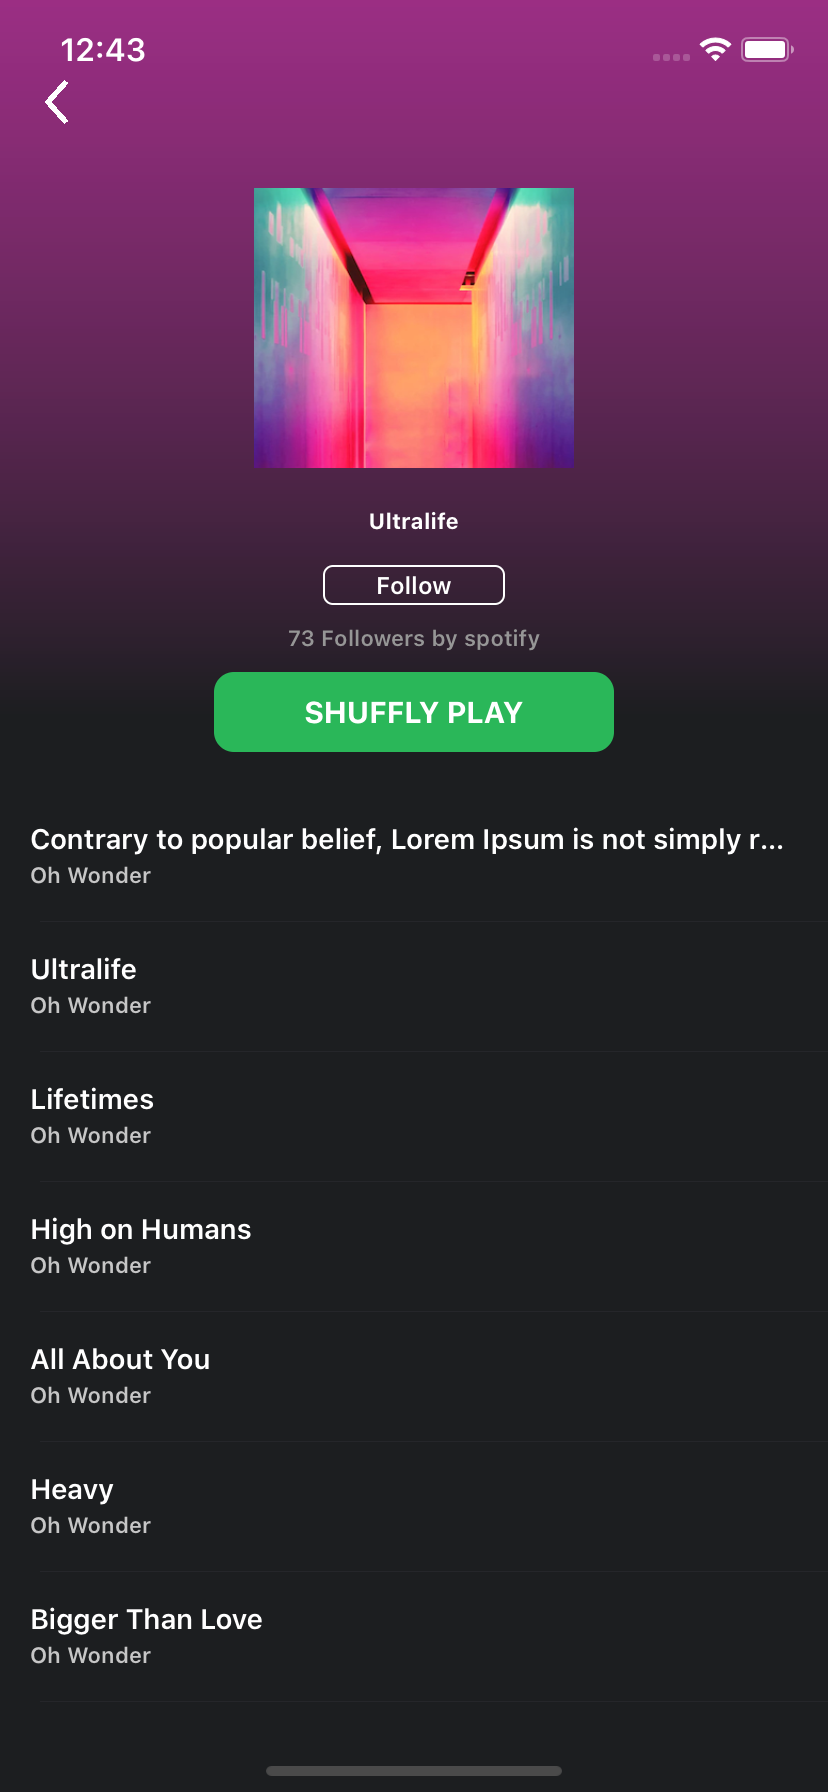 12:43
Ultralife
Follow
73 Followers by spotify
SHUFFLY PLAY
Contrary to popular belief, Lorem Ipsum is not simply r...
Oh Wonder
Ultralife
Oh Wonder
Lifetimes
Oh Wonder
High on Humans
Oh Wonder
All About You
Oh Wonder
Heavy
Oh Wonder
Bigger Than Love
Oh Wonder